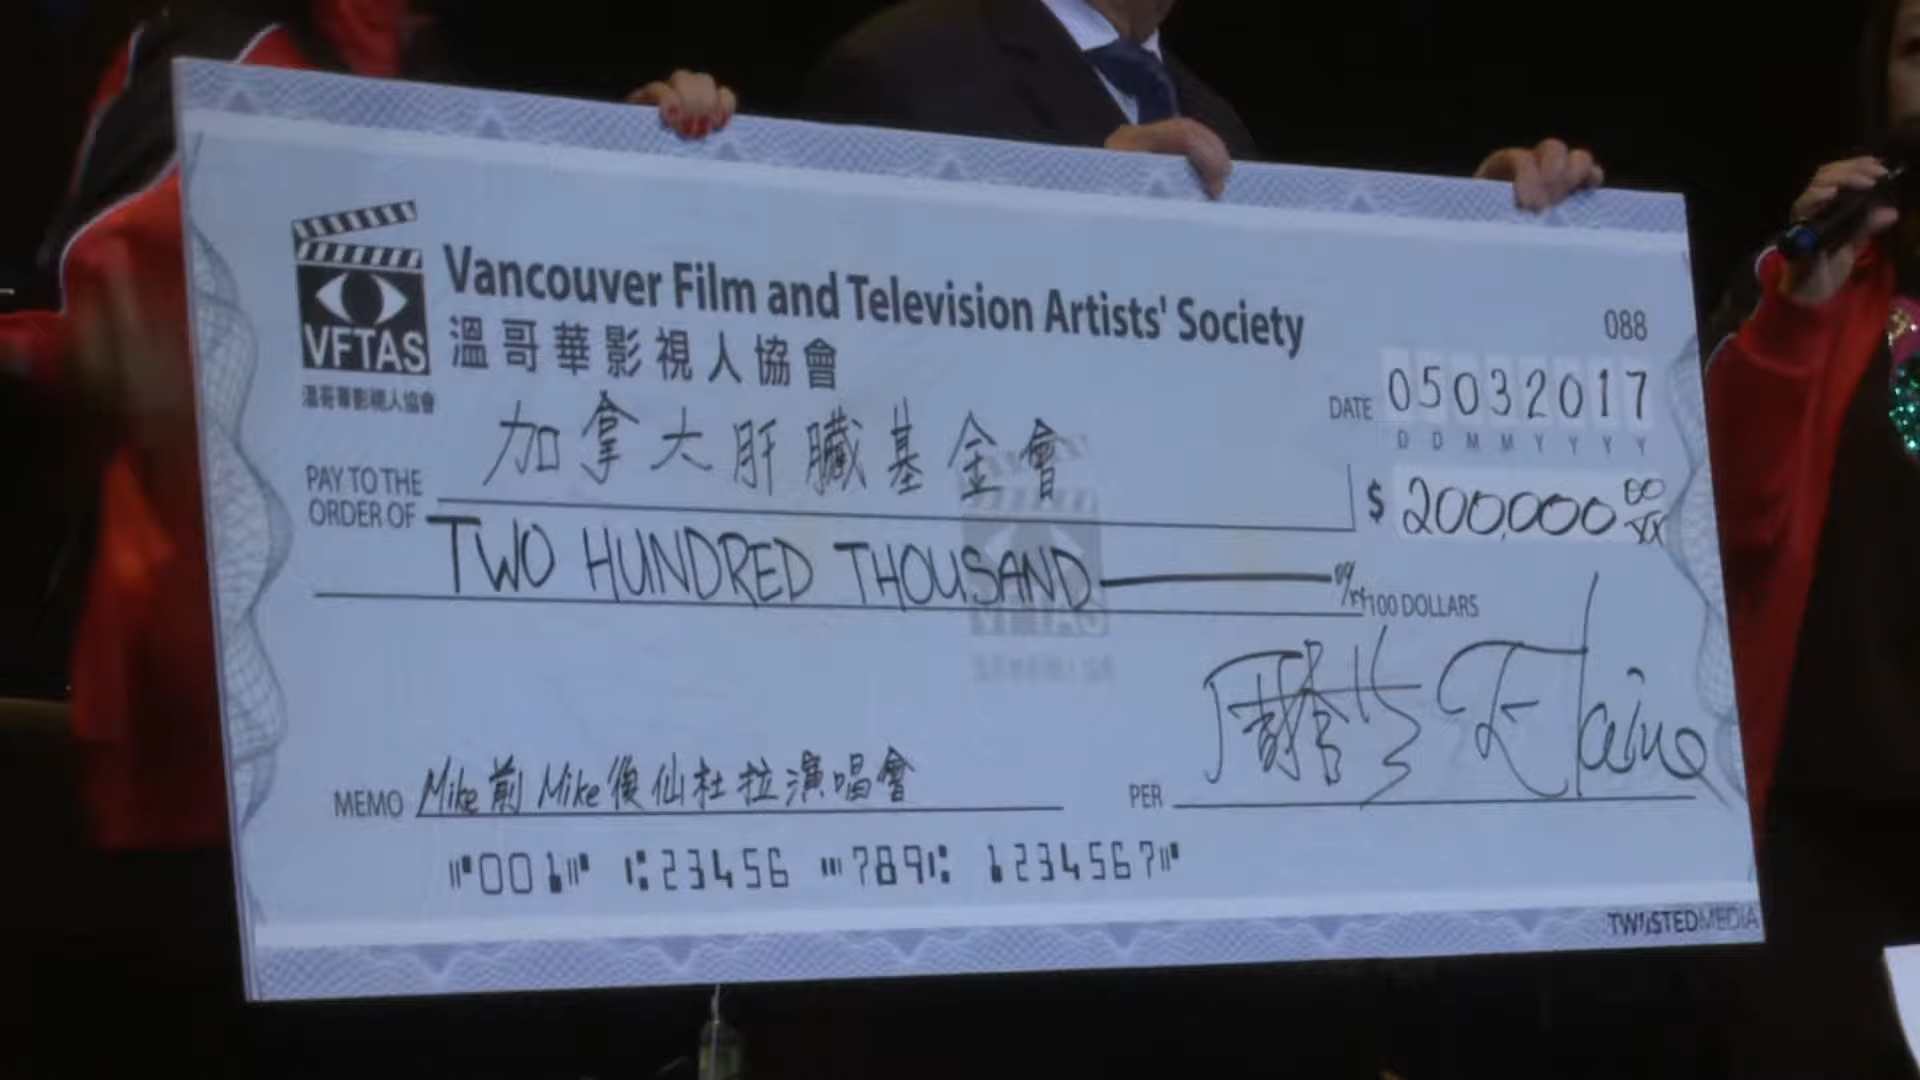 Vancouver Film and Television Artists' Society
溫哥華影視人協會
VFTAS
溫哥華影視人協會
088
DATE 05032017
D D M M Y Y Y Y
加拿大肝臟基金會
PAY TO THE
ORDER OF
$ 200,000 00/XX
TWO HUNDRED THOUSAND
/100 DOLLARS
MEMO Mike前Mike後仙杜拉演唱會
PER Elaine
001 23456 789 1234567
TWISTEDMEDIA